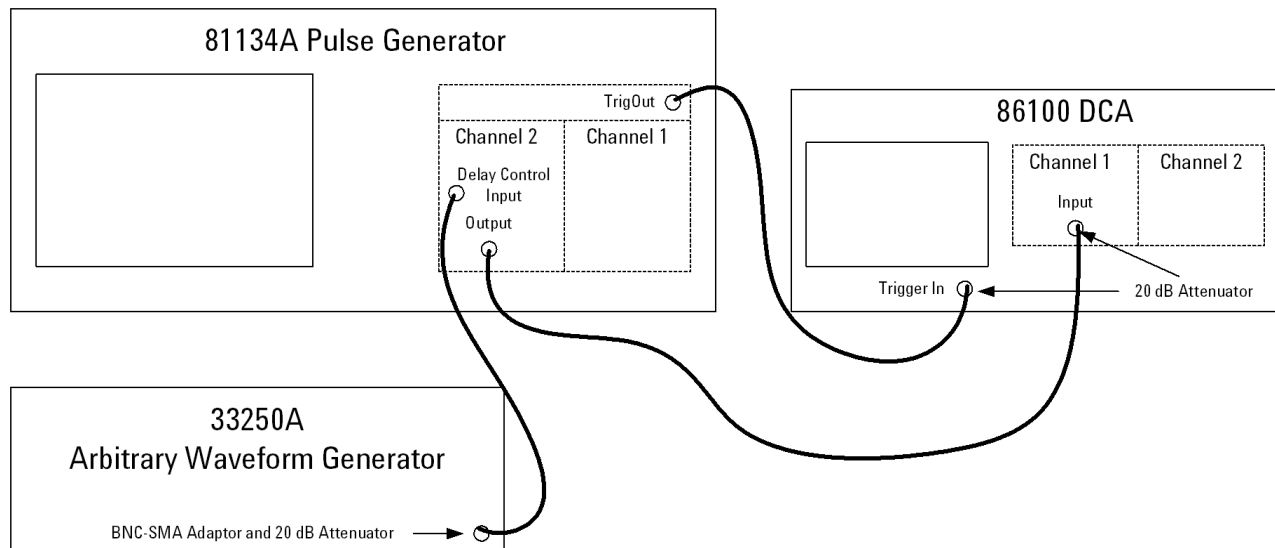 81134A Pulse Generator
TrigOut
Channel 2
Channel 1
Delay Control
Input
Output
86100 DCA
Channel 1
Channel 2
Input
Trigger In
20 dB Attenuator
33250A
Arbitrary Waveform Generator
BNC-SMA Adaptor and 20 dB Attenuator